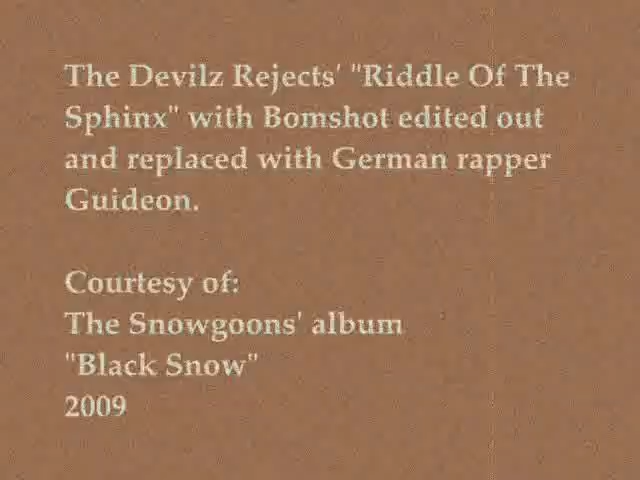 The Devilz Rejects' "Riddle Of The
Sphinx" with Bomshot edited out
and replaced with German rapper
Guideon.
Courtesy of:
The Snowgoons' album
"Black Snow"
2009